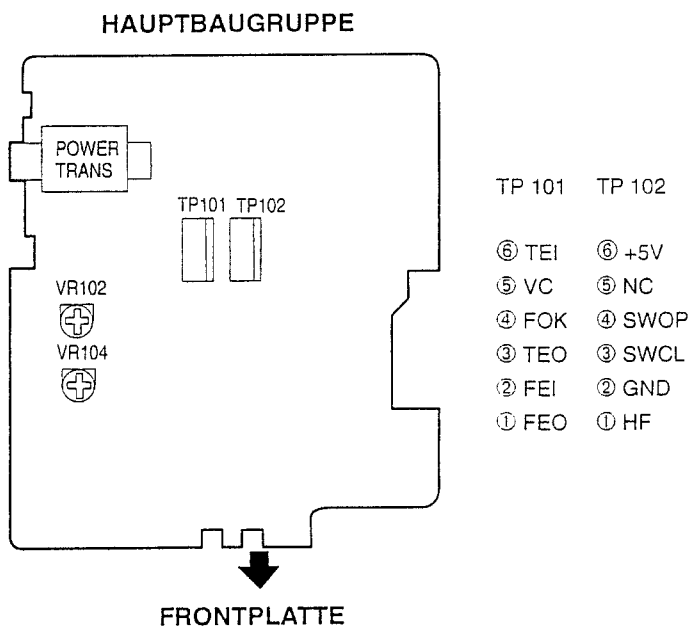 HAUPTBAUGRUPPE
POWER
TRANS
TP101 TP102
VR102
VR104
TP 101 TP 102
⑥ TEI ⑥ +5V
⑤ VC ⑤ NC
④ FOK ④ SWOP
③ TEO ③ SWCL
② FEI ② GND
① FEO ① HF
FRONTPLATTE